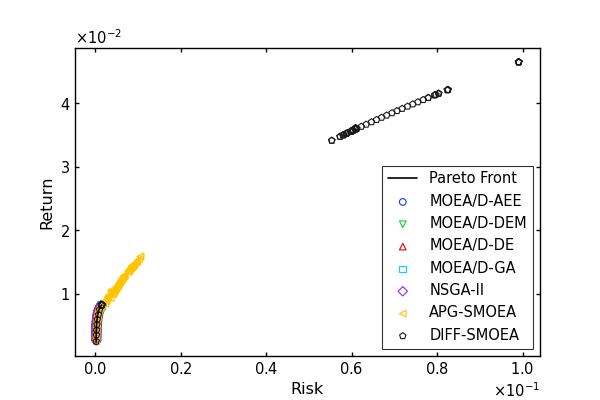 ×10⁻²
4
3
2
1
Return
Pareto Front
MOEA/D-AEE
MOEA/D-DEM
MOEA/D-DE
MOEA/D-GA
NSGA-II
APG-SMOEA
DIFF-SMOEA
0.0 0.2 0.4 0.6 0.8 1.0
Risk
×10⁻¹